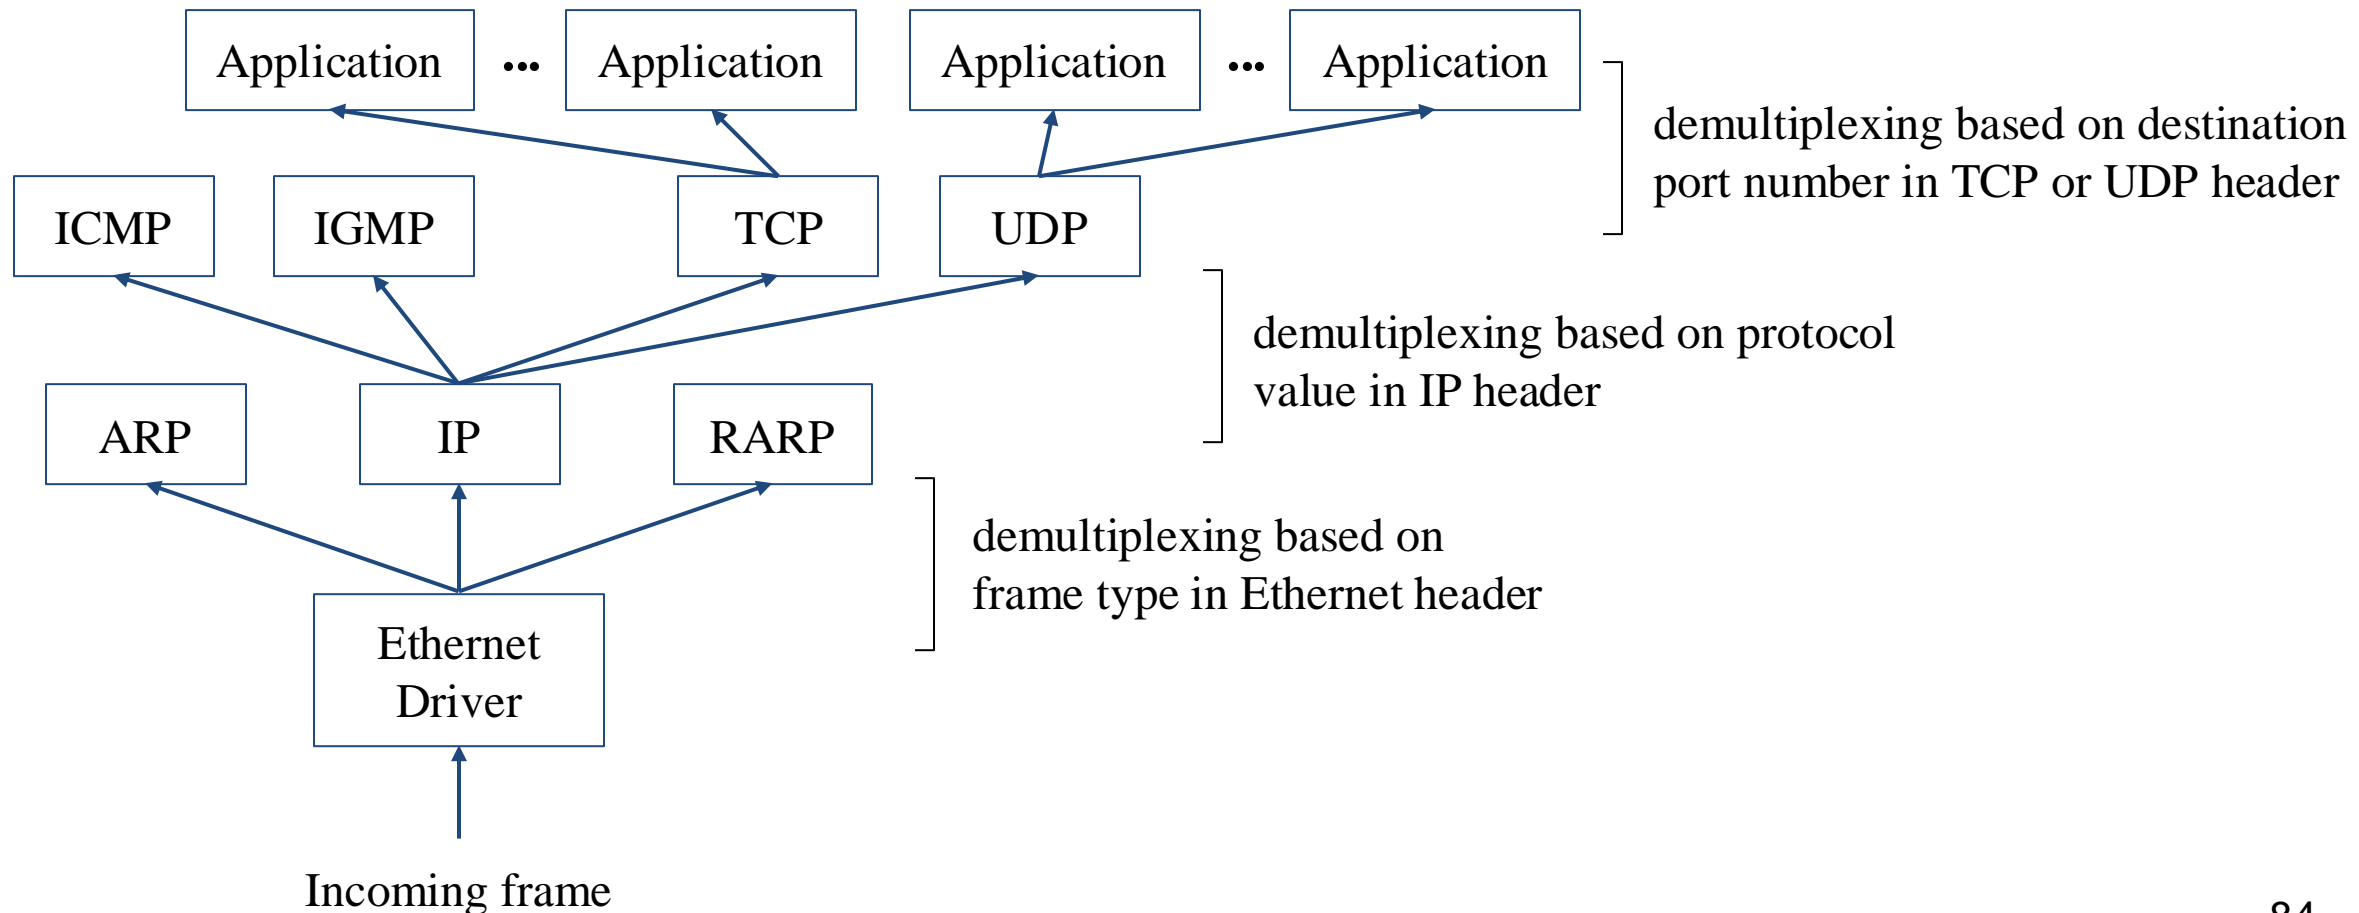 Application ... Application Application ... Application
demultiplexing based on destination
port number in TCP or UDP header
ICMP IGMP TCP UDP
demultiplexing based on protocol
value in IP header
ARP IP RARP
demultiplexing based on
frame type in Ethernet header
Ethernet
Driver
Incoming frame
84